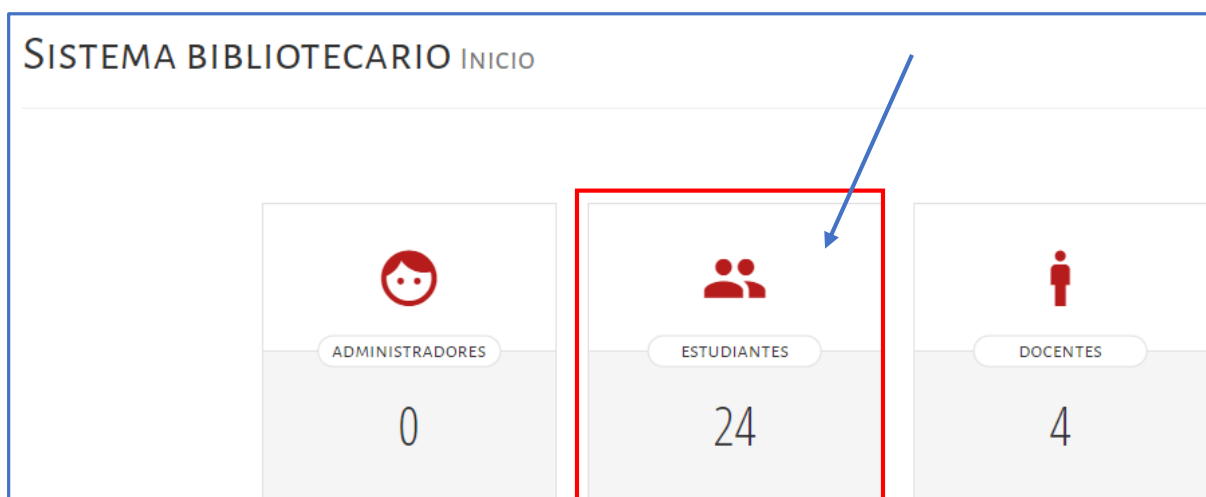 SISTEMA BIBLIOTECARIO INICIO
ADMINISTRADORES
0
ESTUDIANTES
24
DOCENTES
4